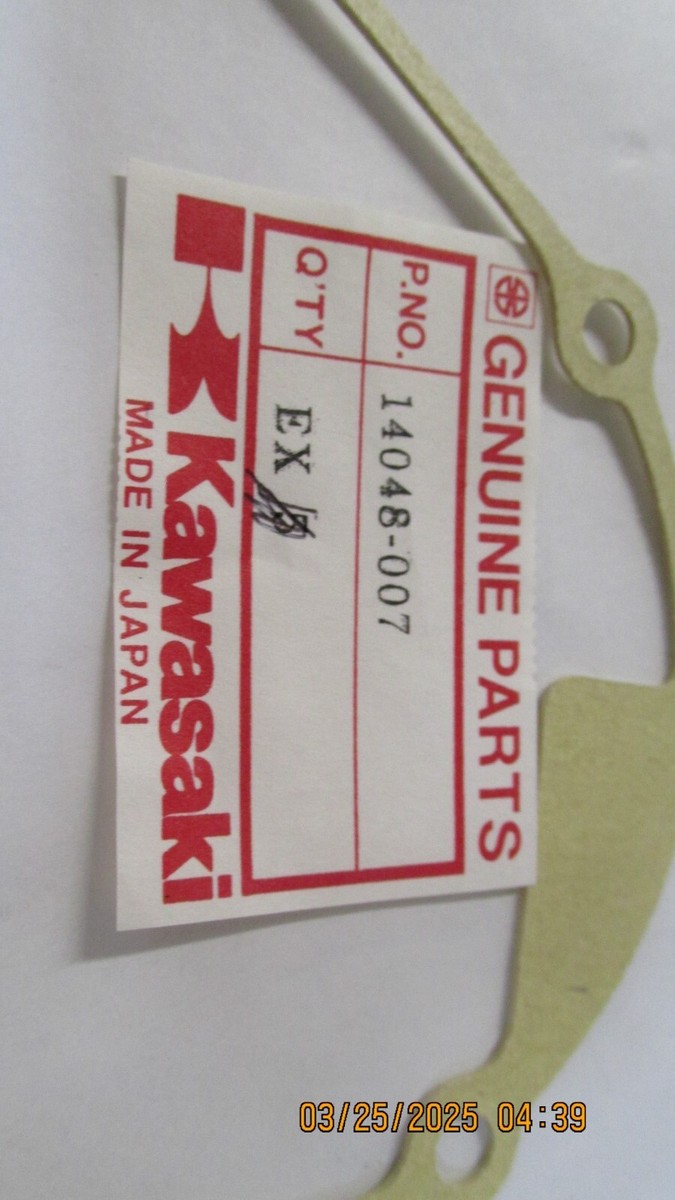 GENUINE PARTS
P.NO. 14048-007
Q'TY EX
Kawasaki
MADE IN JAPAN
03/25/2025 04:39